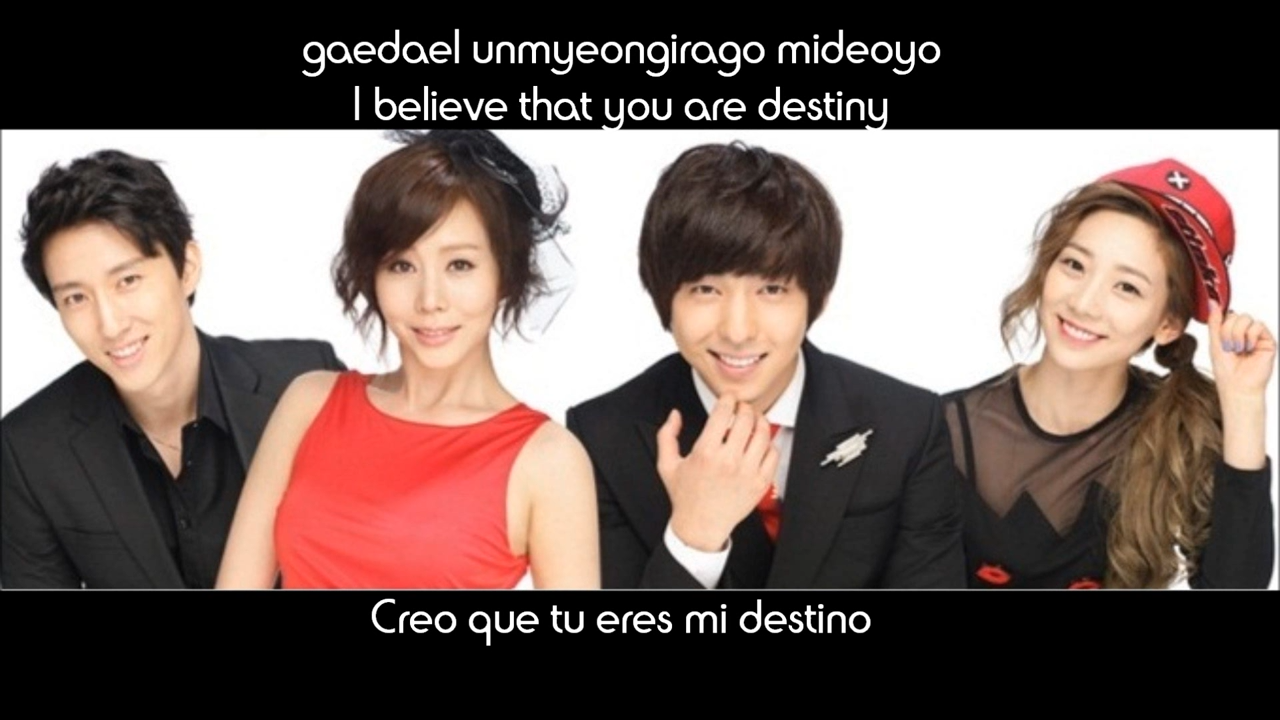 gaedael unmyeongirago mideoyo
I believe that you are destiny
Creo que tu eres mi destino